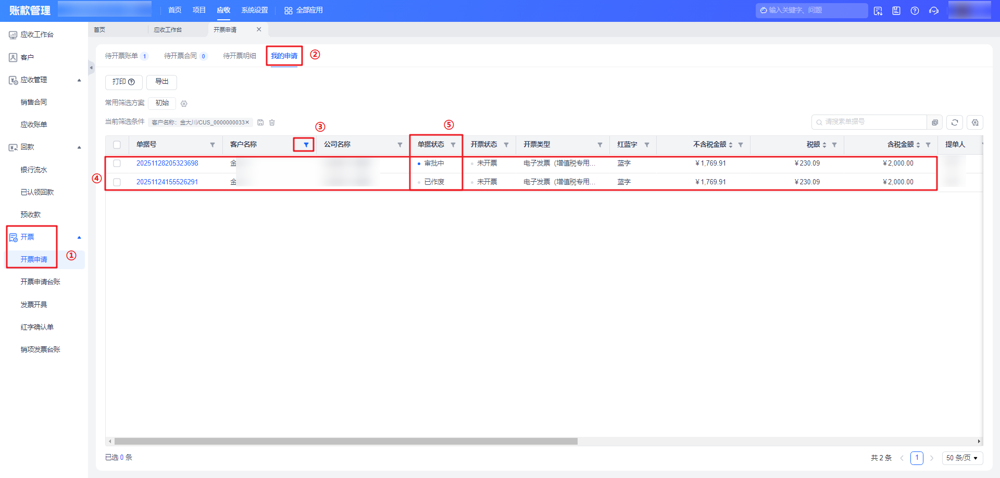 账款管理 首页 项目 应收 系统设置 全部应用 输入关键字、问题
首页 应收工作台 开票申请
应收工作台
客户
应收管理
销售合同
应收账单
回款
银行流水
已认领回款
预收款
开票
开票申请 ①
开票申请台账
发票开具
红字确认单
销项发票台账
待开票账单 1 待开票合同 0 待开票明细 我的申请 ②
打印 导出
常用筛选方案 初始
当前筛选条件 客户名称：金大川/CUS_0000000033 请搜索单据号
③ ⑤
单据号 客户名称 公司名称 单据状态 开票状态 开票类型 红蓝字 不含税金额 税额 含税金额 提单人
20251128205323698 金 审批中 未开票 电子发票（增值税专用... 蓝字 ¥1,769.91 ¥230.09 ¥2,000.00
④
20251124155526291 金 已作废 未开票 电子发票（增值税专用... 蓝字 ¥1,769.91 ¥230.09 ¥2,000.00
已选 0 条 共 2 条 1 50 条/页